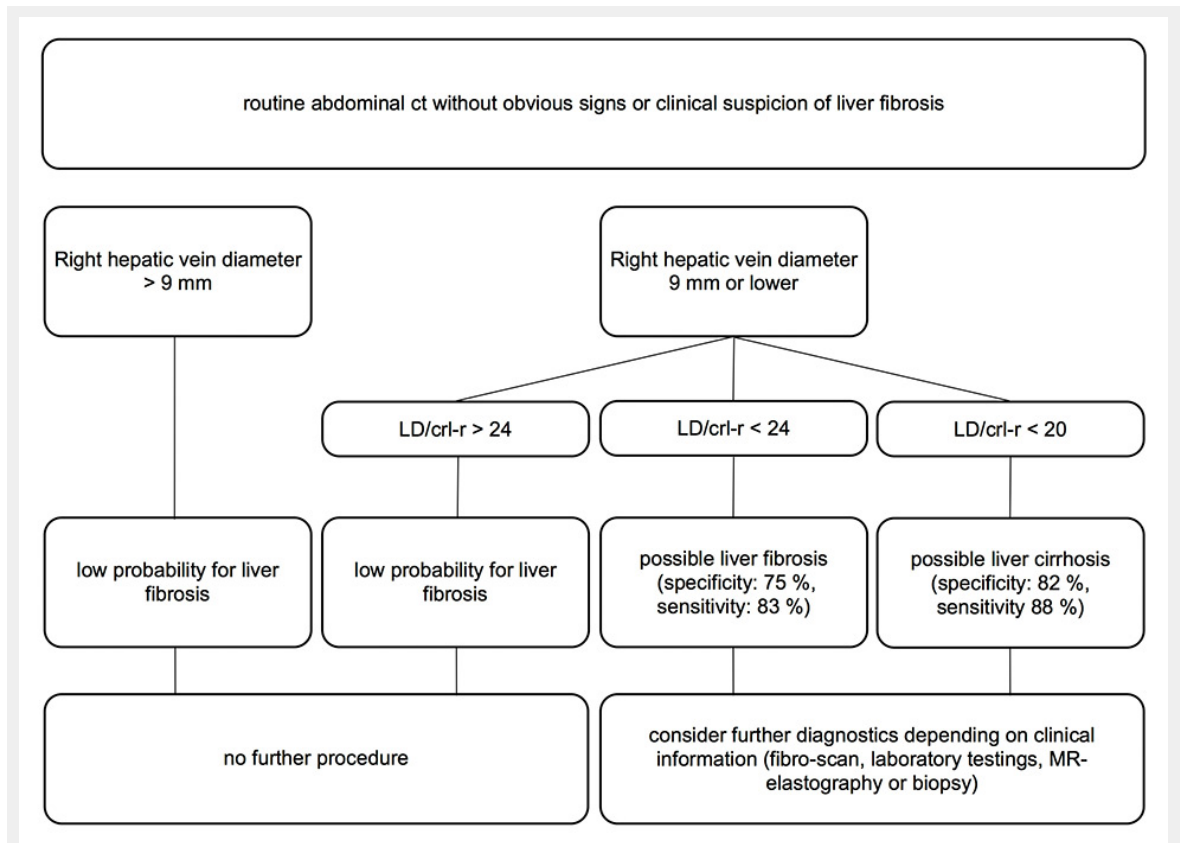 routine abdominal ct without obvious signs or clinical suspicion of liver fibrosis
Right hepatic vein diameter
> 9 mm
Right hepatic vein diameter
9 mm or lower
LD/crl-r > 24
LD/crl-r < 24
LD/crl-r < 20
low probability for liver
fibrosis
low probability for liver
fibrosis
possible liver fibrosis
(specificity: 75 %,
sensitivity: 83 %)
possible liver cirrhosis
(specificity: 82 %,
sensitivity 88 %)
no further procedure
consider further diagnostics depending on clinical
information (fibro-scan, laboratory testings, MR-
elastography or biopsy)